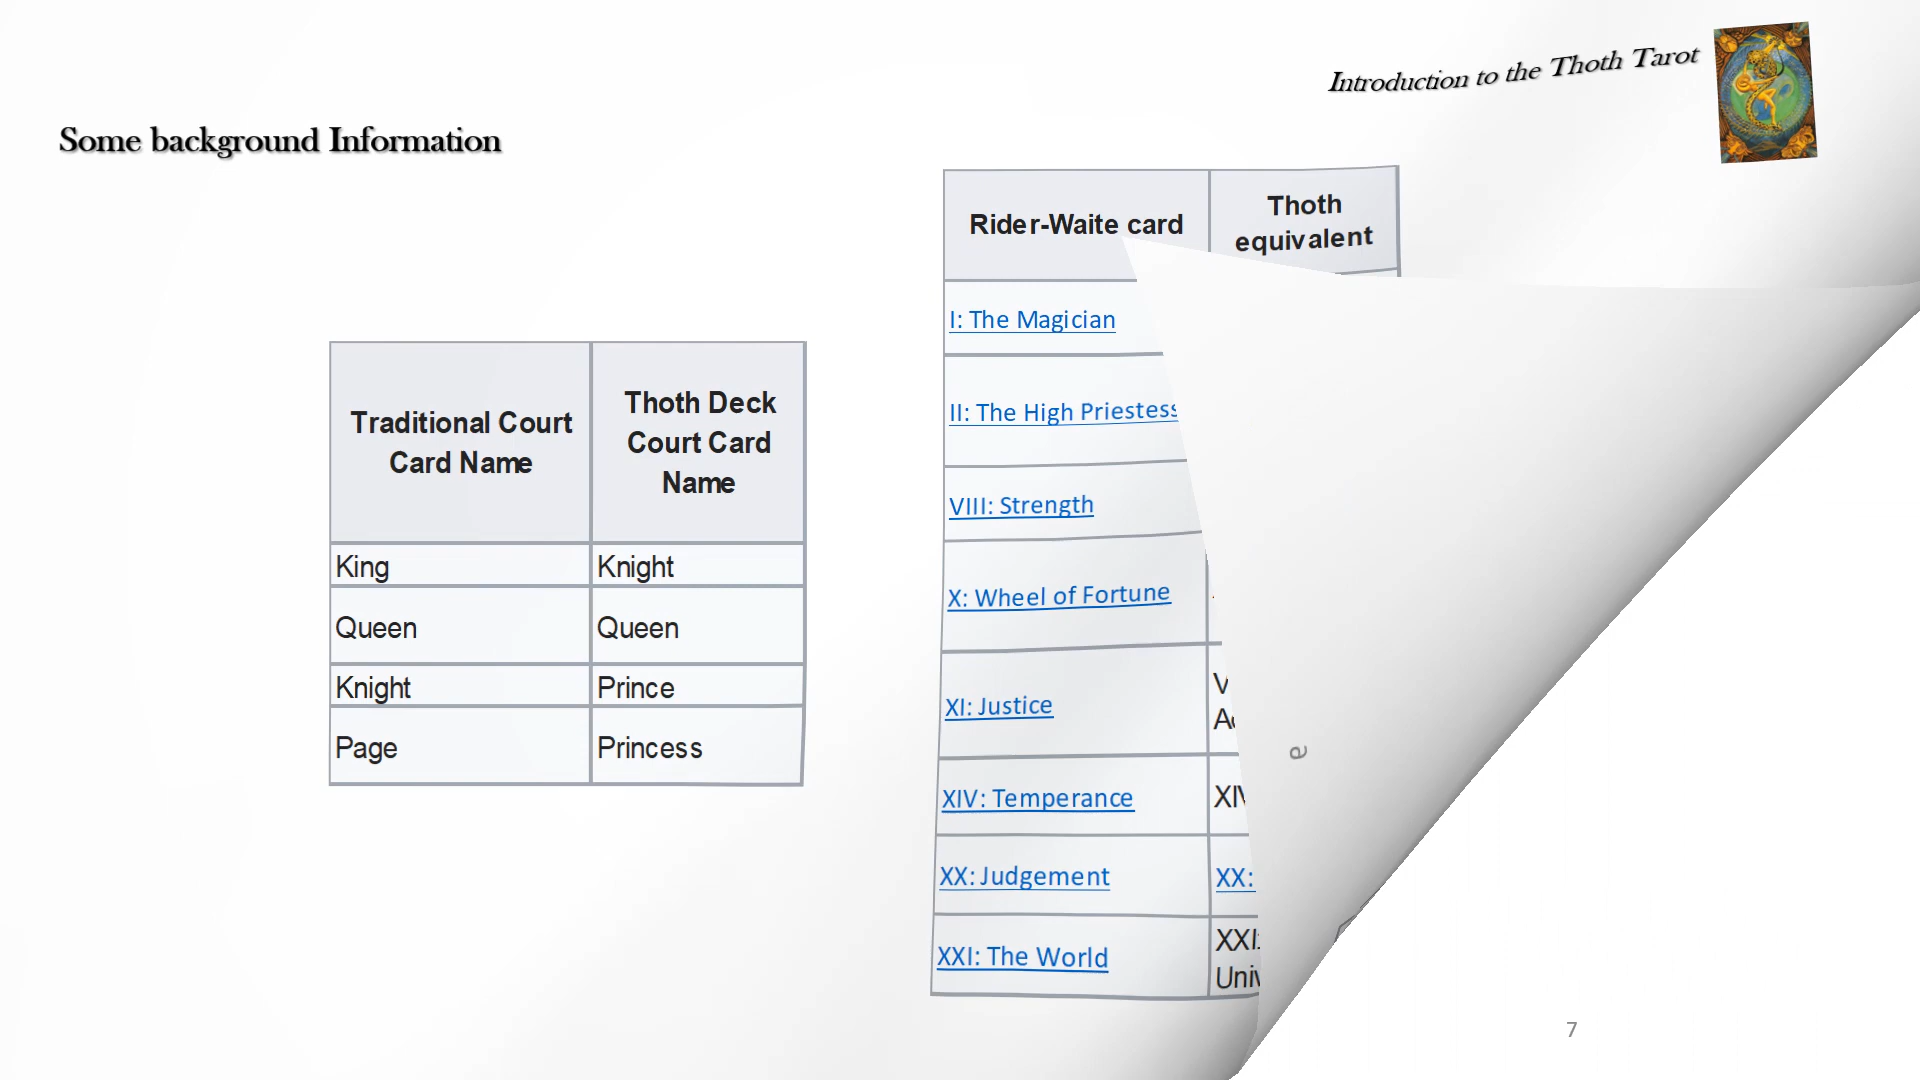 Introduction to the Thoth Tarot
Some background Information
Traditional Court
Card Name
Thoth Deck
Court Card
Name
King
Knight
Queen
Queen
Knight
Prince
Page
Princess
Rider-Waite card
Thoth
equivalent
I: The Magician
II: The High Priestess
VIII: Strength
X: Wheel of Fortune
XI: Justice
XIV: Temperance
XX: Judgement
XX:
XXI: The World
7